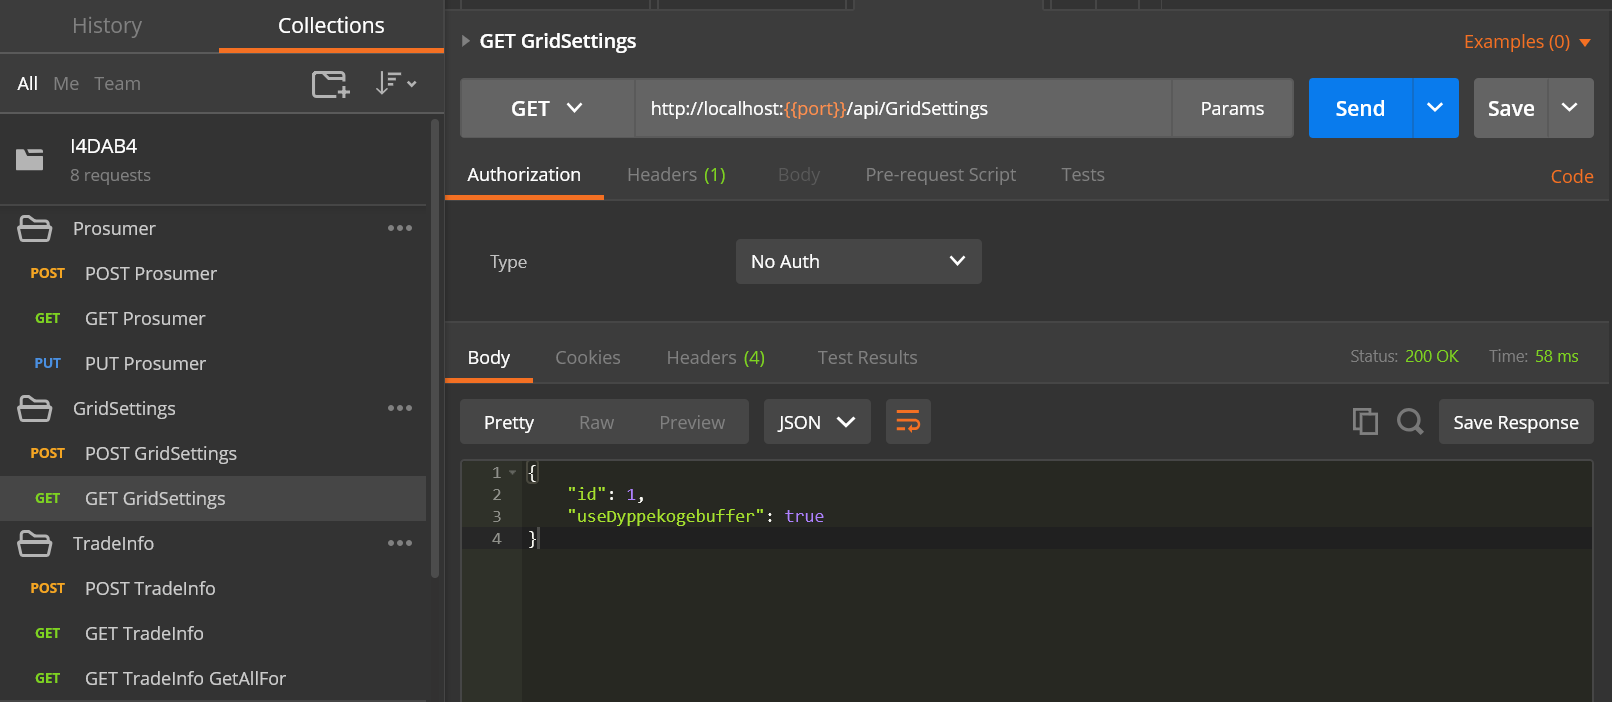 History Collections
All Me Team
I4DAB4
8 requests
Prosumer
POST POST Prosumer
GET GET Prosumer
PUT PUT Prosumer
GridSettings
POST POST GridSettings
GET GET GridSettings
TradeInfo
POST POST TradeInfo
GET GET TradeInfo
GET GET TradeInfo GetAllFor
GET GridSettings Examples (0)
GET http://localhost:{{port}}/api/GridSettings Params Send Save
Authorization Headers (1) Body Pre-request Script Tests Code
Type No Auth
Body Cookies Headers (4) Test Results Status: 200 OK Time: 58 ms
Pretty Raw Preview JSON Save Response
1 {
2 "id": 1,
3 "useDyppekogebuffer": true
4 }